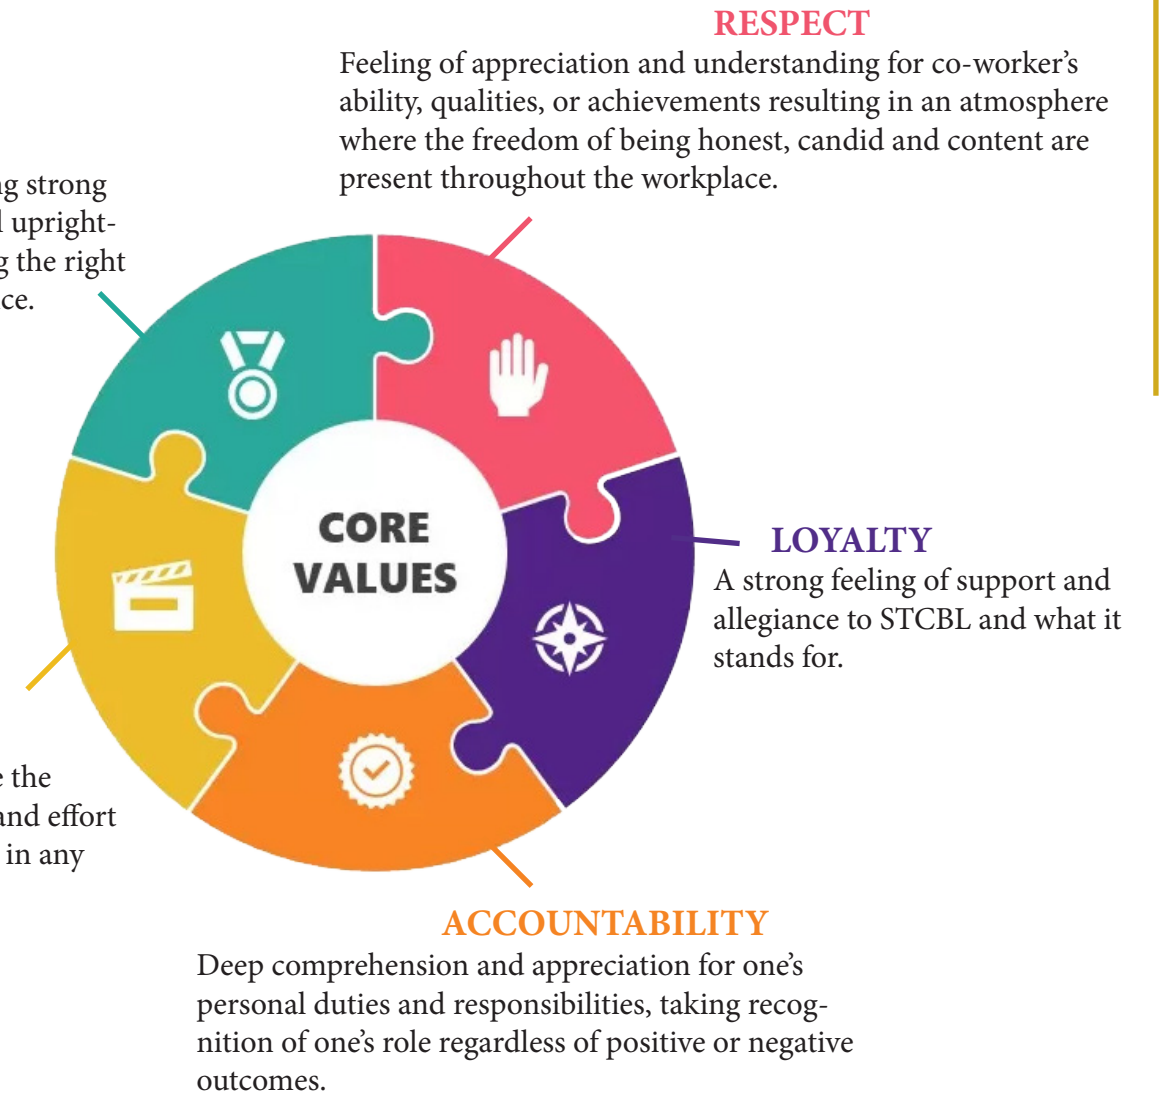 RESPECT
Feeling of appreciation and understanding for co-worker’s
ability, qualities, or achievements resulting in an atmosphere
where the freedom of being honest, candid and content are
present throughout the workplace.
strong
upright-
the right
CORE
VALUES
LOYALTY
A strong feeling of support and
allegiance to STCBL and what it
stands for.
the
and effort
in any
ACCOUNTABILITY
Deep comprehension and appreciation for one’s
personal duties and responsibilities, taking recog-
nition of one’s role regardless of positive or negative
outcomes.